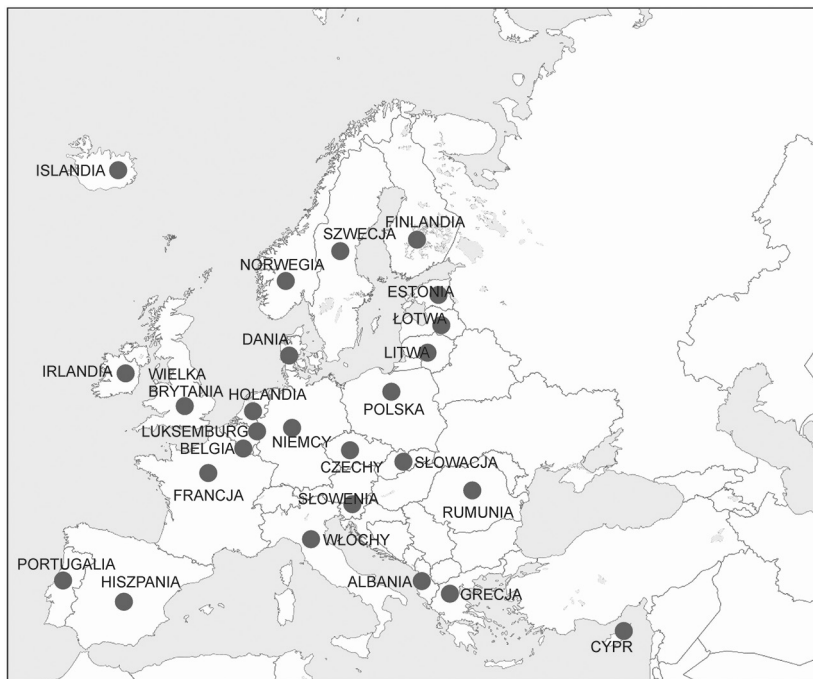 ISLANDIA
FINLANDIA
SZWECJA
NORWEGIA
ESTONIA
ŁOTWA
DANIA
LITWA
IRLANDIA
WIELKA
BRYTANIA
HOLANDIA
POLSKA
LUKSEMBURG
NIEMCY
BELGIA
CZECHY
SŁOWACJA
FRANCJA
SŁOWENIA
RUMUNIA
WŁOCHY
PORTUGALIA
HISZPANIA
ALBANIA
GRECJA
CYPR